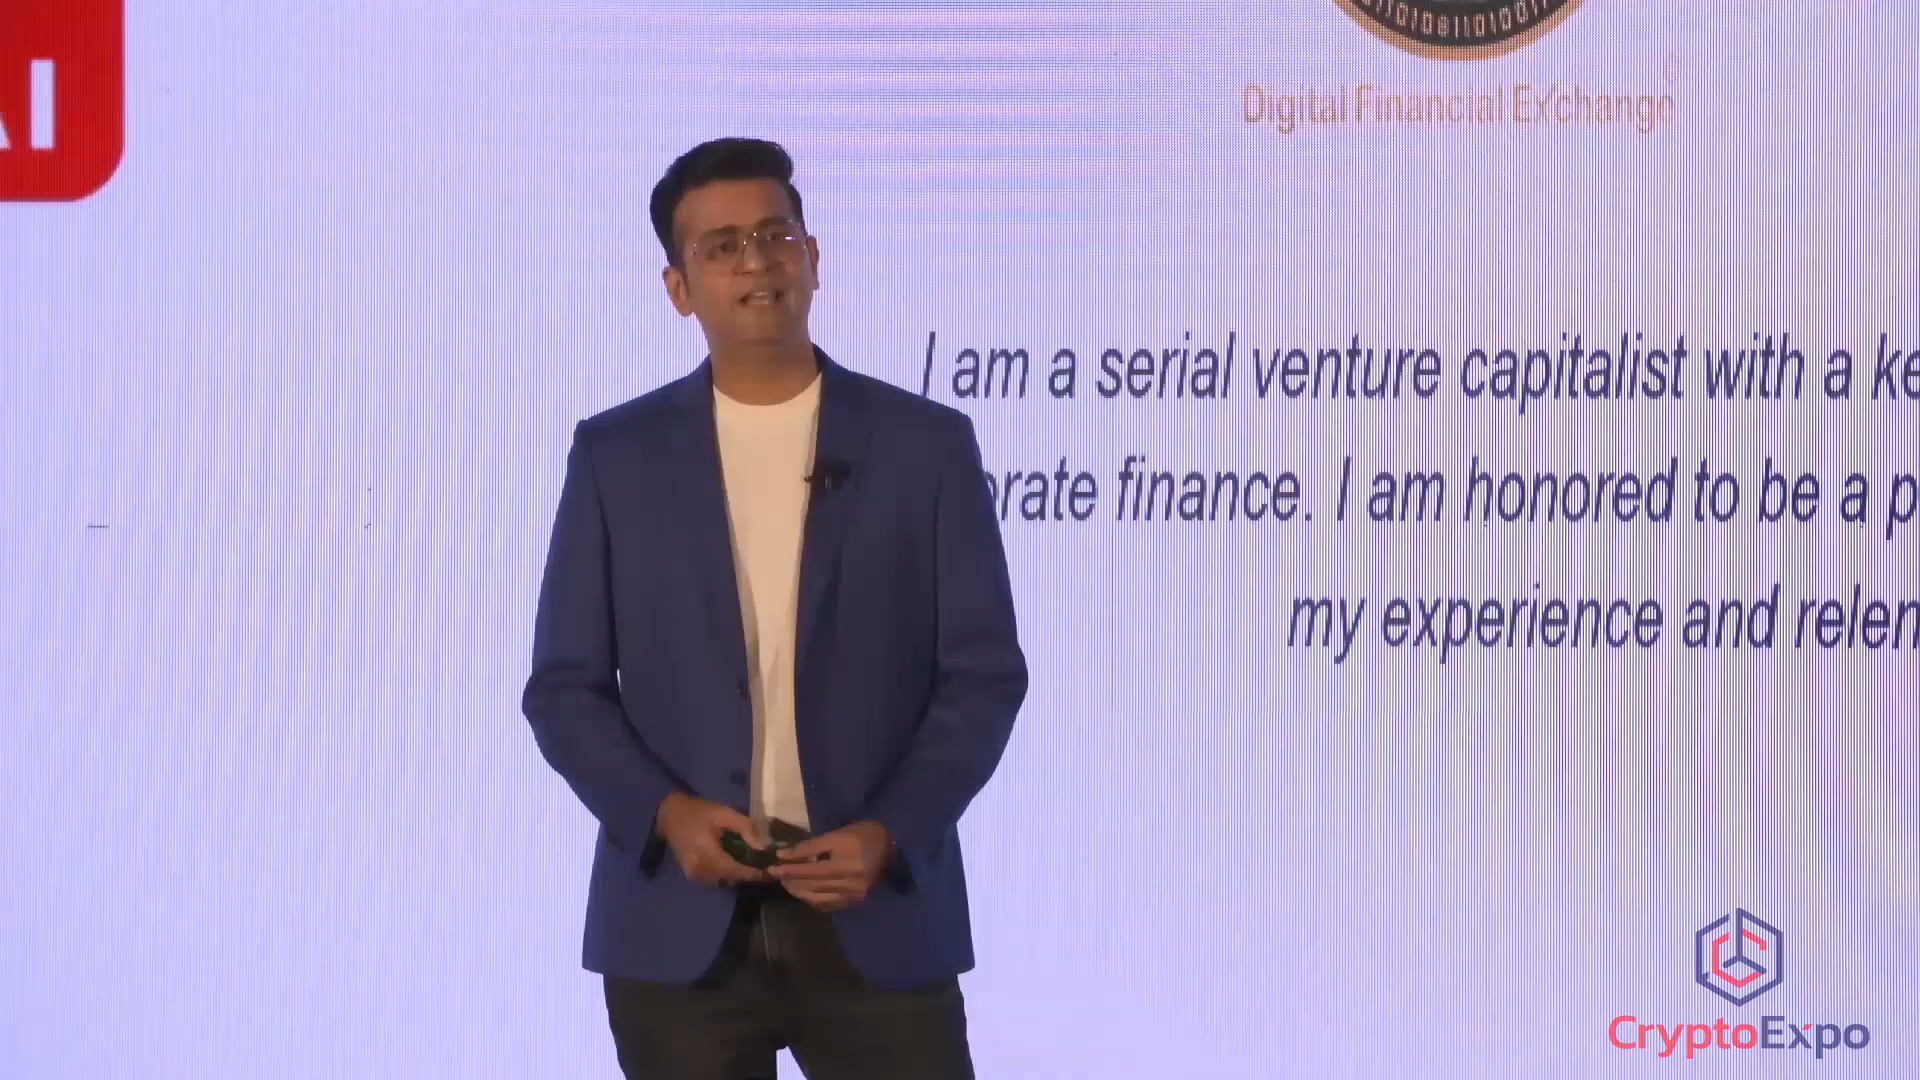 AI
Digital Financial Exchange
I am a serial venture capitalist with a ke
orate finance. I am honored to be a p
my experience and relen
CryptoExpo